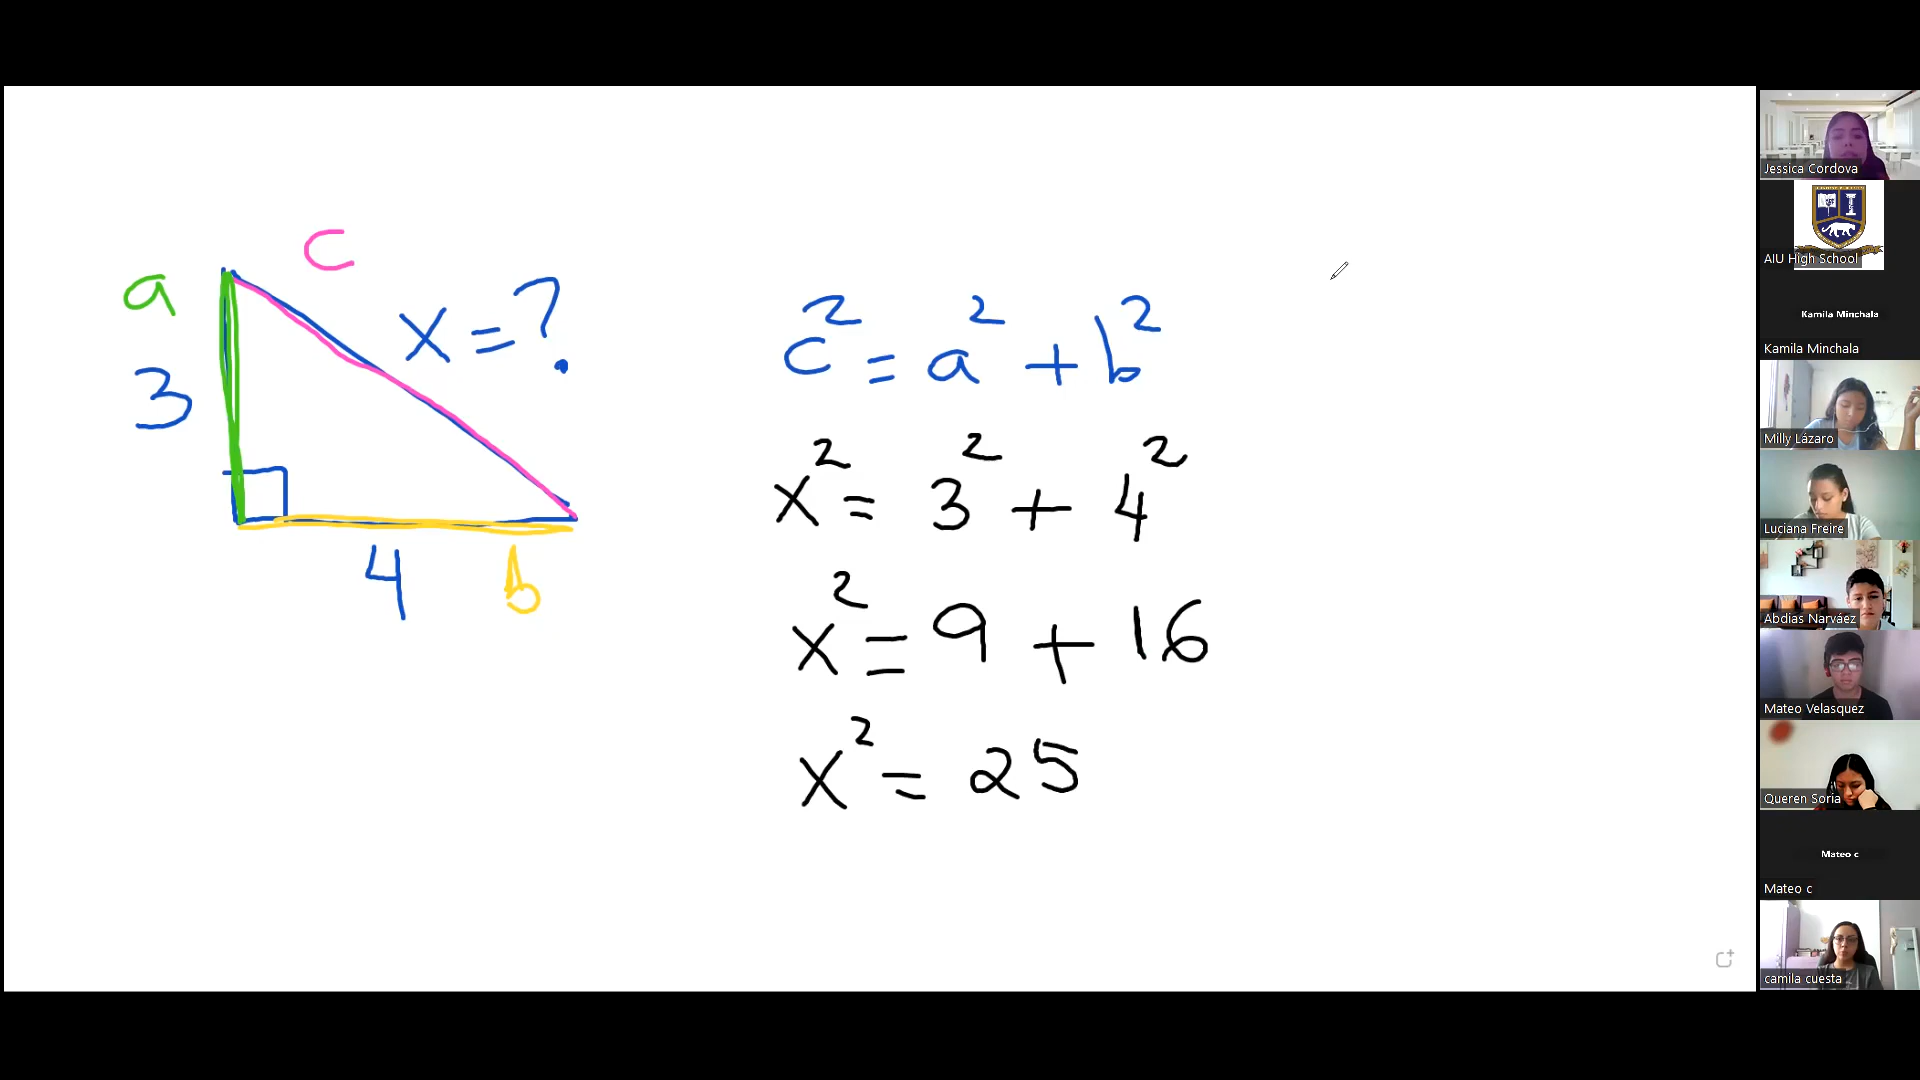 c
a
x = ?
3
4
b
c² = a² + b²
x² = 3² + 4²
x² = 9 + 16
x² = 25
Jessica Cordova
AIU High School
Kamila Minchala
Kamila Minchala
Milly Lázaro
Luciana Freire
Abdias Narváez
Mateo Velasquez
Queren Soria
Mateo c
Mateo c
camila cuesta